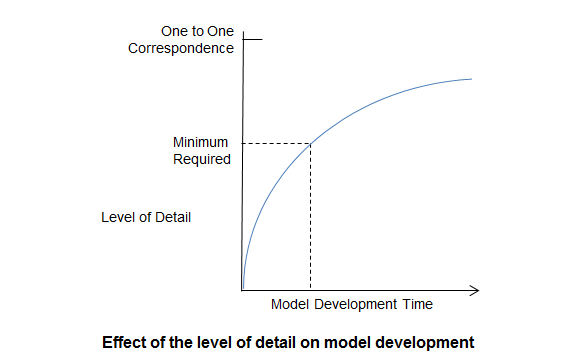 One to One
Correspondence
Minimum
Required
Level of Detail
Model Development Time
Effect of the level of detail on model development